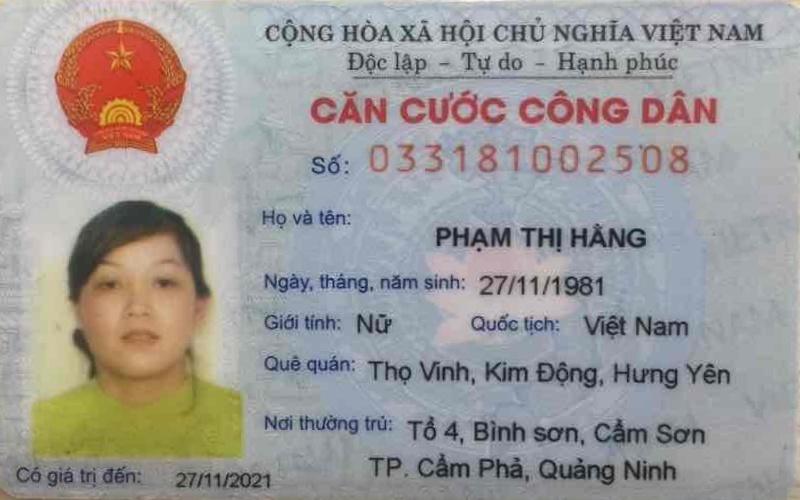 CỘNG HÒA XÃ HỘI CHỦ NGHĨA VIỆT NAM
Độc lập - Tự do - Hạnh phúc
CĂN CƯỚC CÔNG DÂN
Số: 033181002508
Họ và tên:
PHẠM THỊ HẰNG
Ngày, tháng, năm sinh: 27/11/1981
Giới tính: Nữ Quốc tịch: Việt Nam
Quê quán: Thọ Vinh, Kim Động, Hưng Yên
Nơi thường trú: Tổ 4, Bình sơn, Cẩm Sơn
TP. Cẩm Phả, Quảng Ninh
Có giá trị đến: 27/11/2021